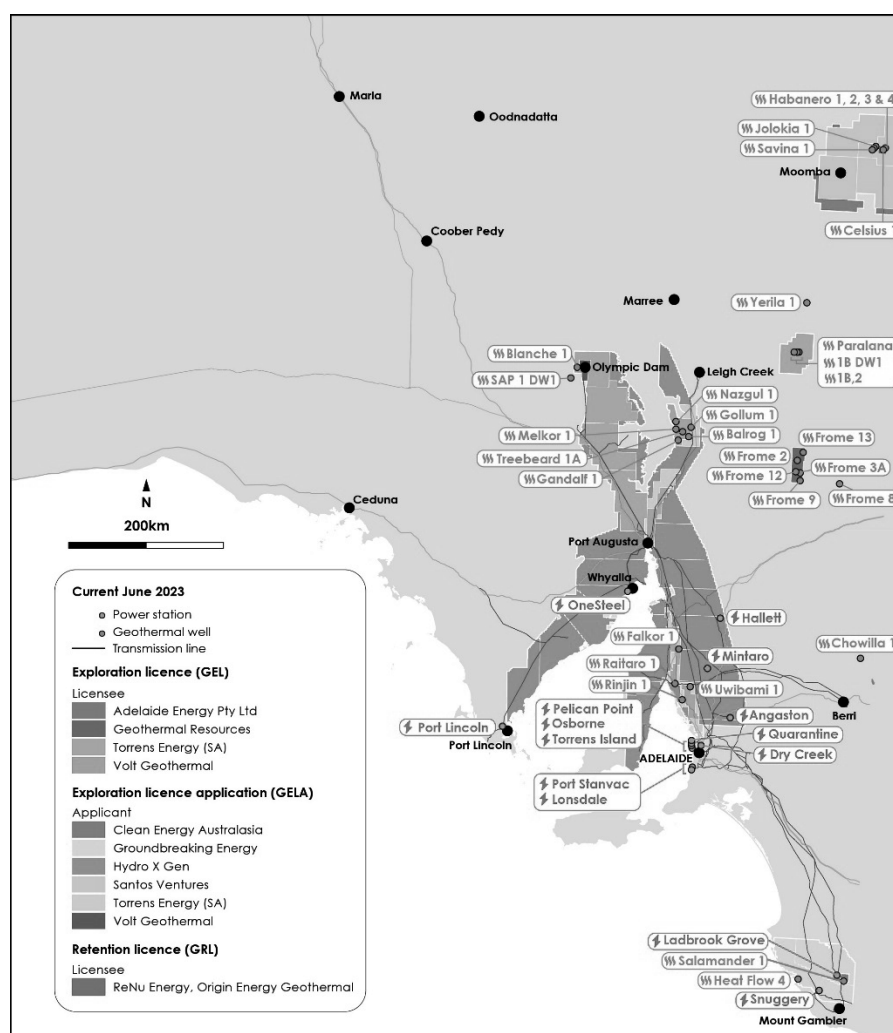 Marla
Oodnadatta
Habanero 1, 2, 3 & 4
Jolokia 1
Savina 1
Moomba
Celsius 1
Coober Pedy
Marree
Yerila 1
Blanche 1
Olympic Dam
SAP 1 DW1
Leigh Creek
Paralana
1B DW1
1B,2
Nazgul 1
Gollum 1
Melkor 1
Balrog 1
Treebeard 1A
Gandalf 1
Frome 13
Frome 2
Frome 3A
Frome 12
Frome 9
Frome 8
N
200km
Ceduna
Port Augusta
Whyalla
OneSteel
Hallett
Falkor 1
Mintaro
Chowilla 1
Raitaro 1
Rinjin 1
Uwibami 1
Berri
Pelican Point
Osborne
Torrens Island
Angaston
Quarantine
Port Lincoln
Port Lincoln
ADELAIDE
Dry Creek
Port Stanvac
Lonsdale
Current June 2023
Power station
Geothermal well
Transmission line
Exploration licence (GEL)
Licensee
Adelaide Energy Pty Ltd
Geothermal Resources
Torrens Energy (SA)
Volt Geothermal
Exploration licence application (GELA)
Applicant
Clean Energy Australasia
Groundbreaking Energy
Hydro X Gen
Santos Ventures
Torrens Energy (SA)
Volt Geothermal
Retention licence (GRL)
Licensee
ReNu Energy, Origin Energy Geothermal
Ladbrook Grove
Salamander 1
Heat Flow 4
Snuggery
Mount Gambier